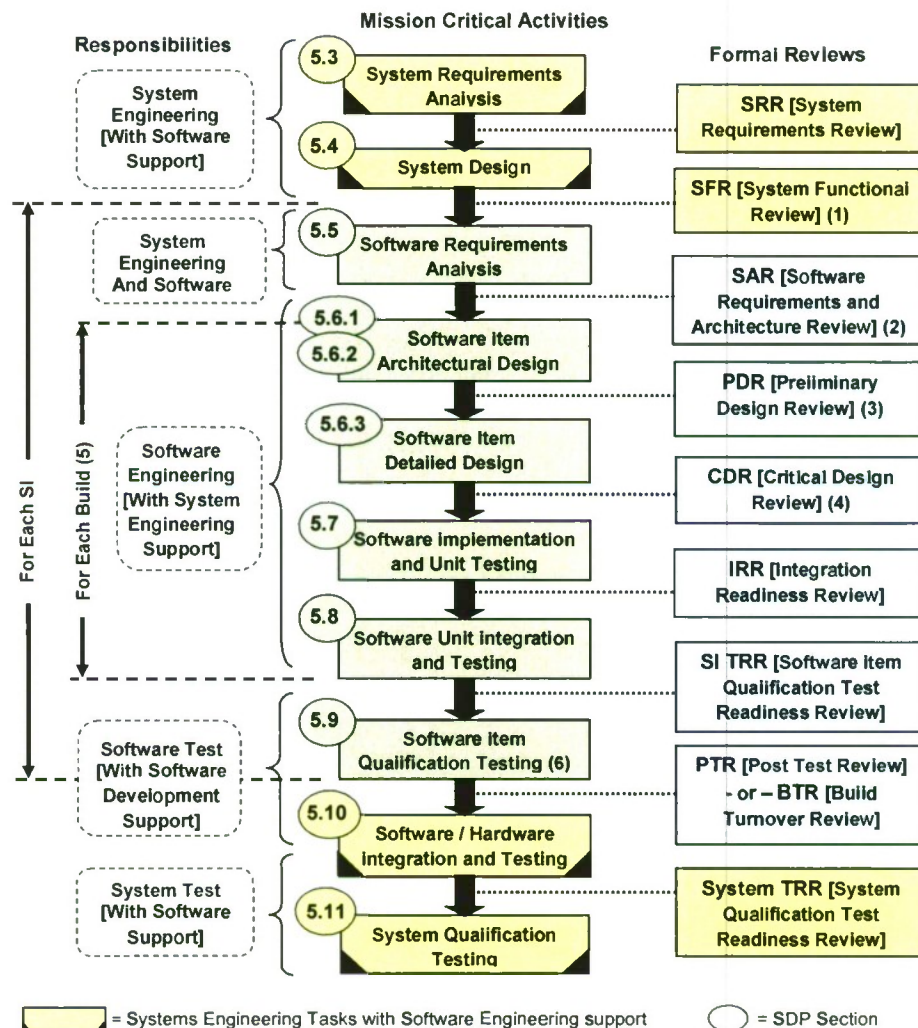 Mission Critical Activities
Responsibilities
Formal Reviews
System
Engineering
[With Software
Support]
5.3
System Requirements
Analysis
SRR [System
Requirements Review]
5.4
System Design
SFR [System Functional
Review] (1)
System
Engineering
And Software
5.5
Software Requirements
Analysis
SAR [Software
Requirements and
Architecture Review] (2)
For Each SI
For Each Build (5)
Software
Engineering
[With System
Engineering
Support]
5.6.1
5.6.2
Software Item
Architectural Design
PDR [Preliminary
Design Review] (3)
5.6.3
Software Item
Detailed Design
CDR [Critical Design
Review] (4)
5.7
Software implementation
and Unit Testing
IRR [Integration
Readiness Review]
5.8
Software Unit integration
and Testing
SI TRR [Software item
Qualification Test
Readiness Review]
Software Test
[With Software
Development
Support]
5.9
Software Item
Qualification Testing (6)
PTR [Post Test Review]
- or – BTR [Build
Turnover Review]
5.10
Software / Hardware
integration and Testing
System Test
[With Software
Support]
5.11
System Qualification
Testing
System TRR [System
Qualification Test
Readiness Review]
= Systems Engineering Tasks with Software Engineering support
= SDP Section